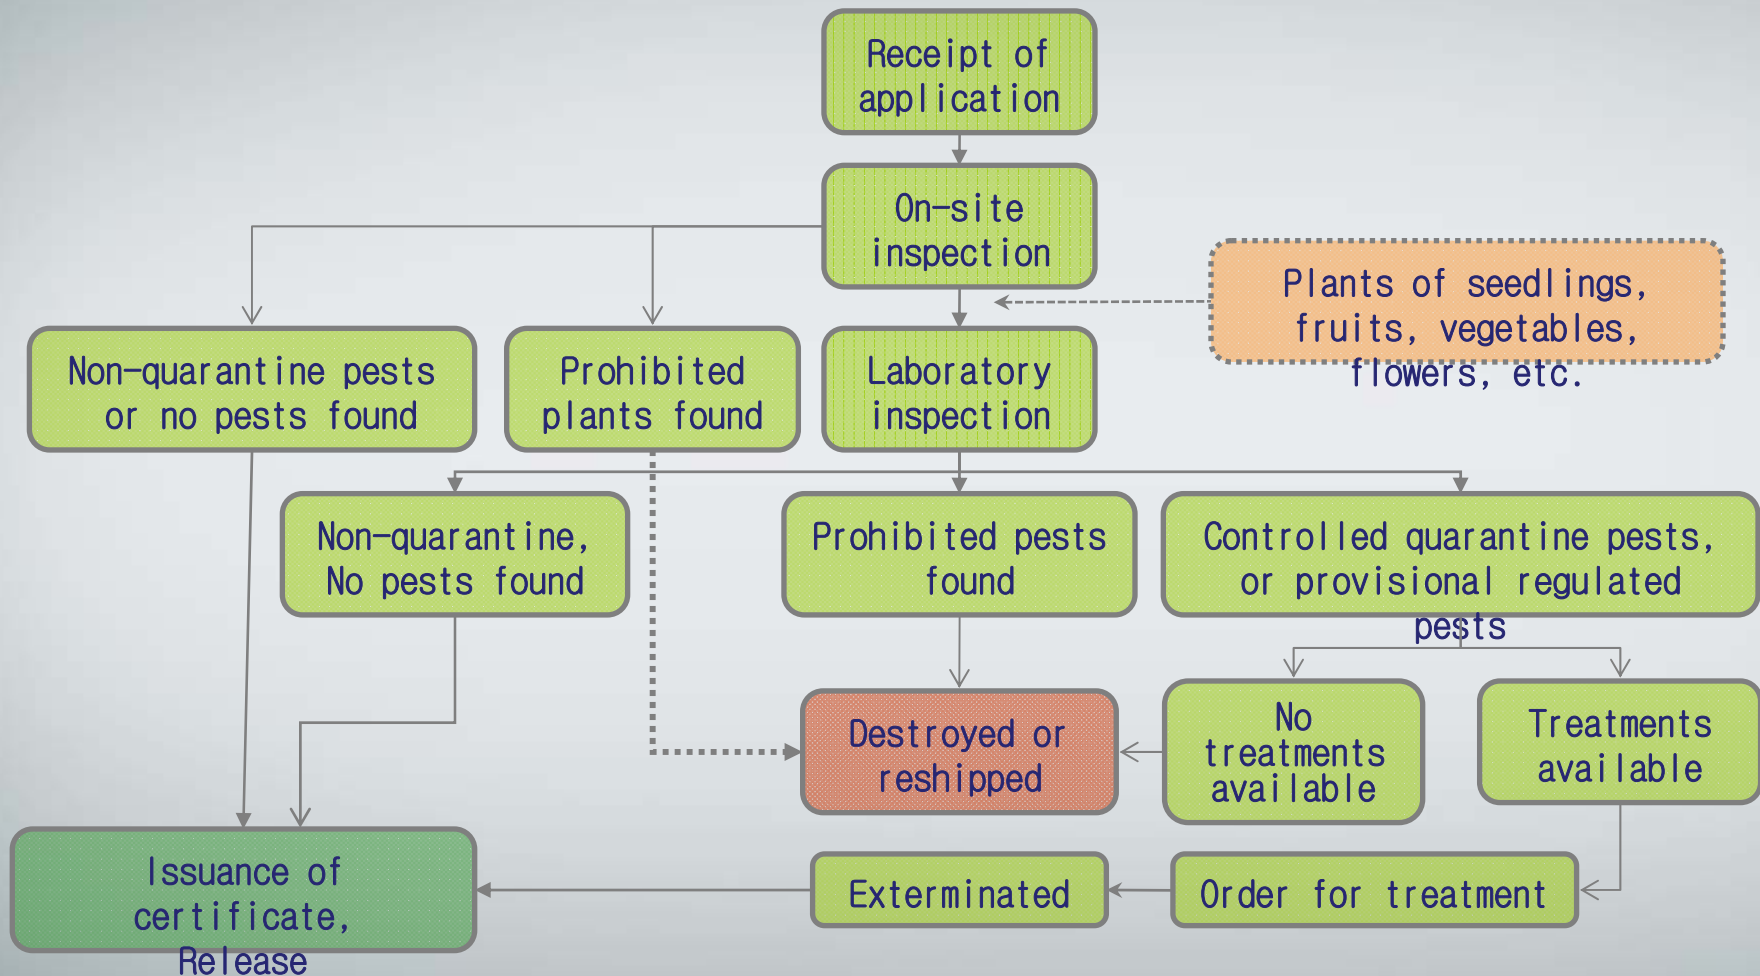 Receipt of
application
On-site
inspection
Plants of seedlings,
fruits, vegetables,
flowers, etc.
Non-quarantine pests
or no pests found
Prohibited
plants found
Laboratory
inspection
Non-quarantine,
No pests found
Prohibited pests
found
Controlled quarantine pests,
or provisional regulated
pests
Destroyed or
reshipped
No
treatments
available
Treatments
available
Issuance of
certificate,
Release
Exterminated
Order for treatment